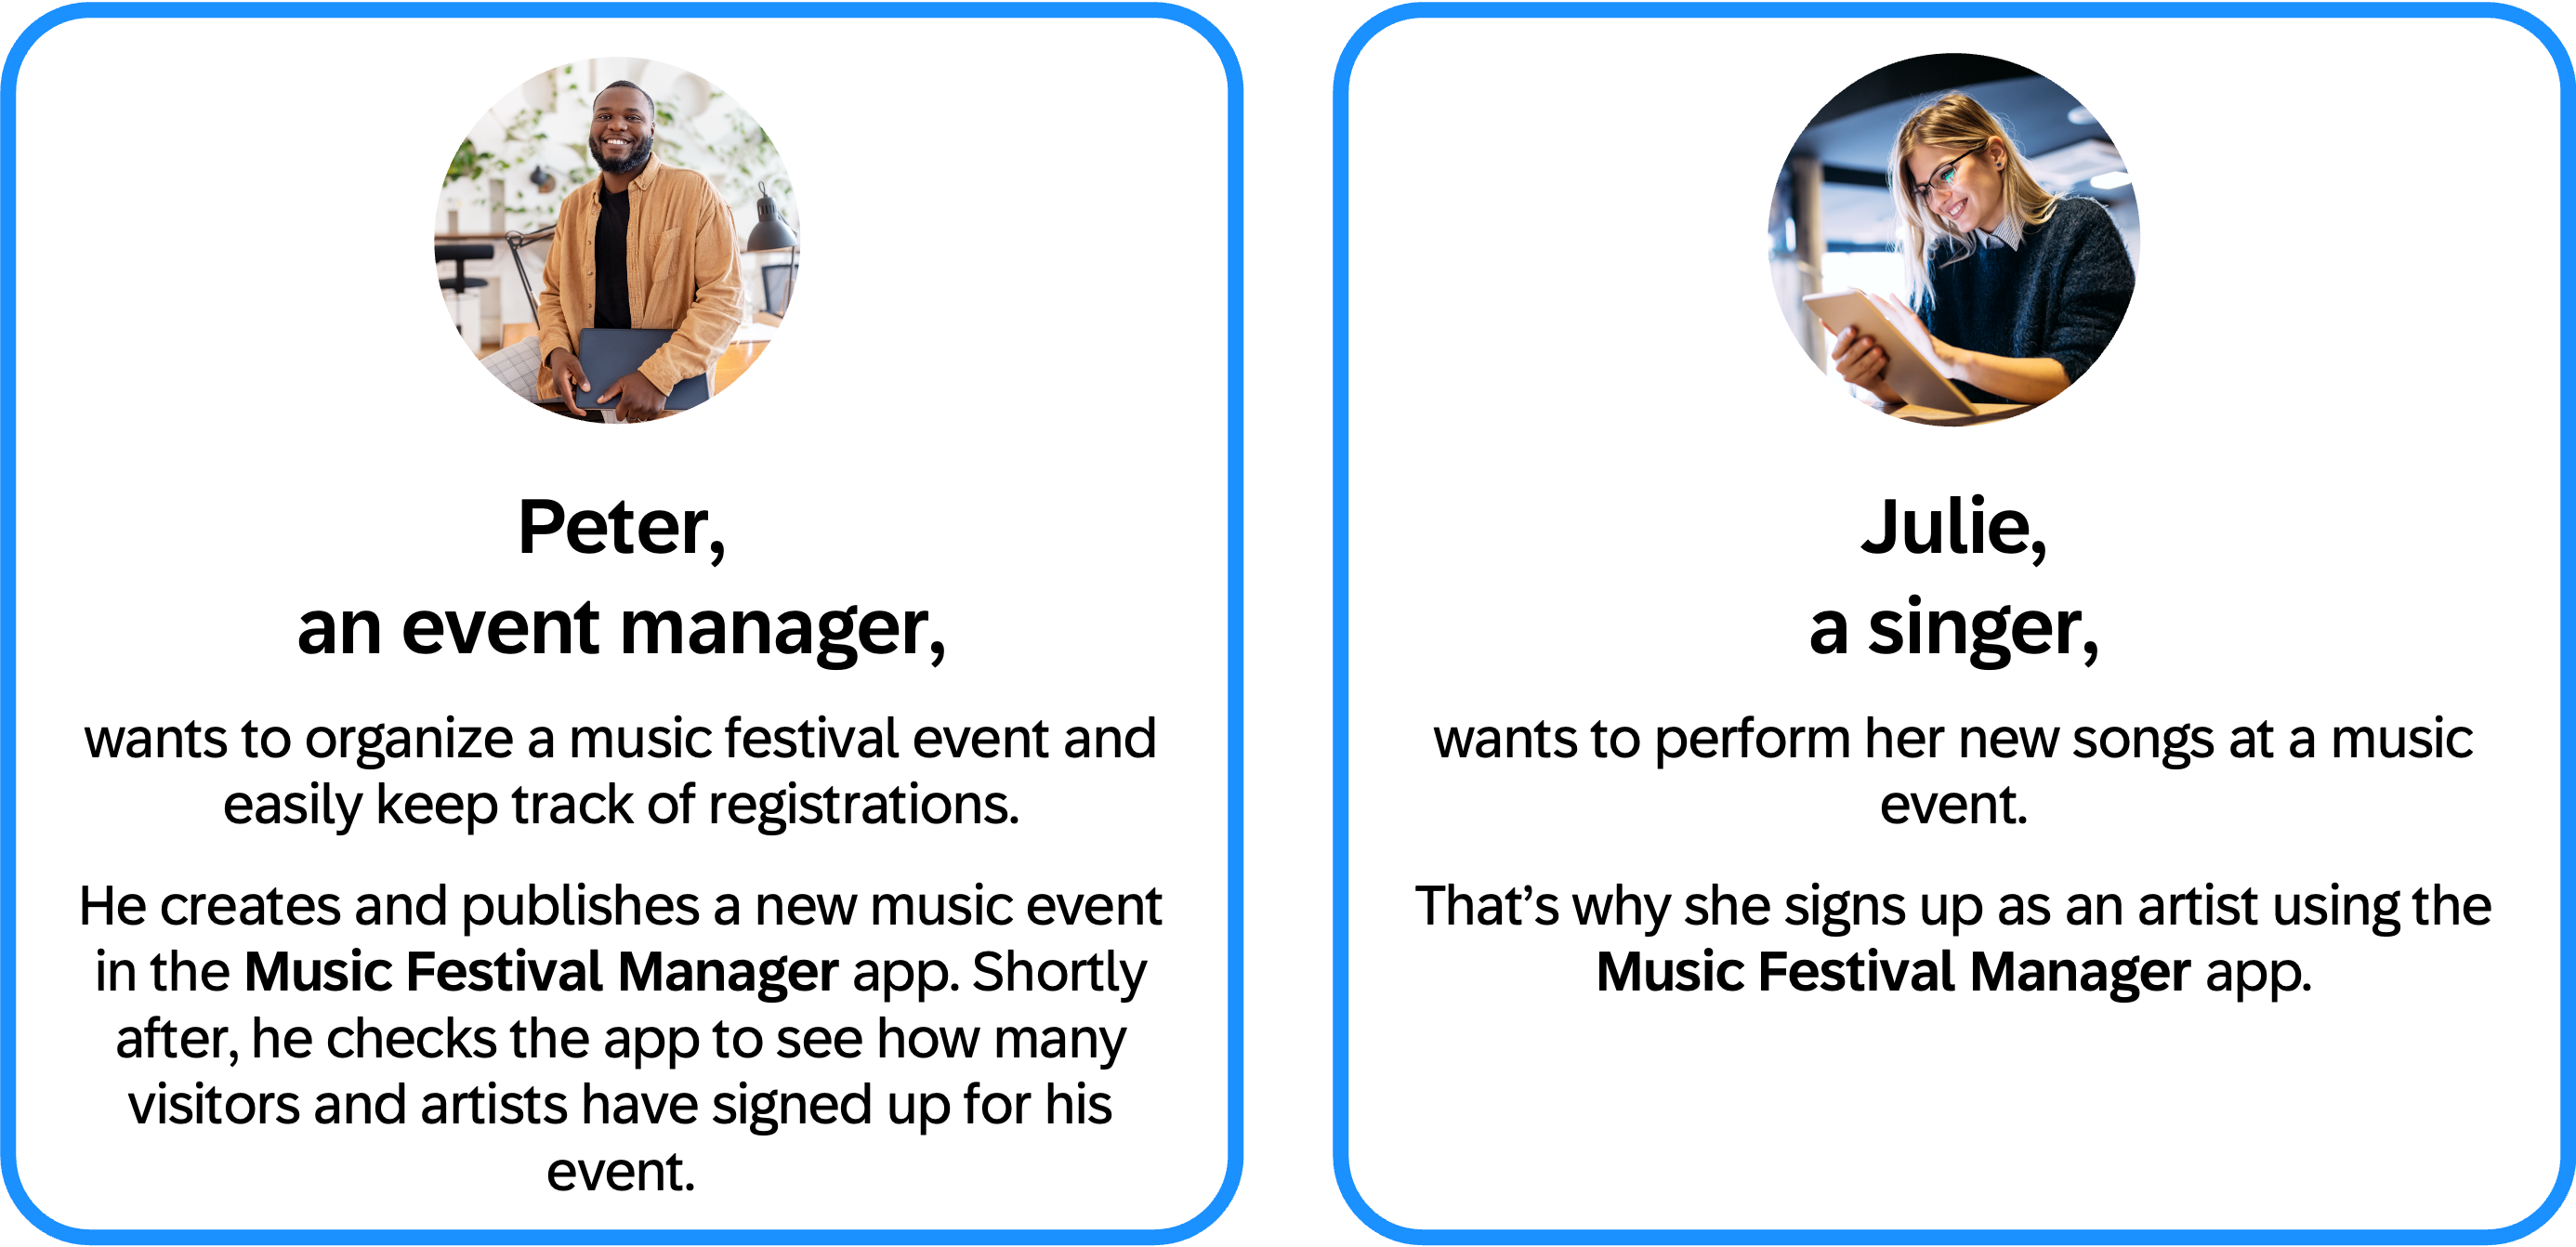 Peter,
an event manager,
wants to organize a music festival event and
easily keep track of registrations.
He creates and publishes a new music event
in the Music Festival Manager app. Shortly
after, he checks the app to see how many
visitors and artists have signed up for his
event.
Julie,
a singer,
wants to perform her new songs at a music
event.
That’s why she signs up as an artist using the
Music Festival Manager app.